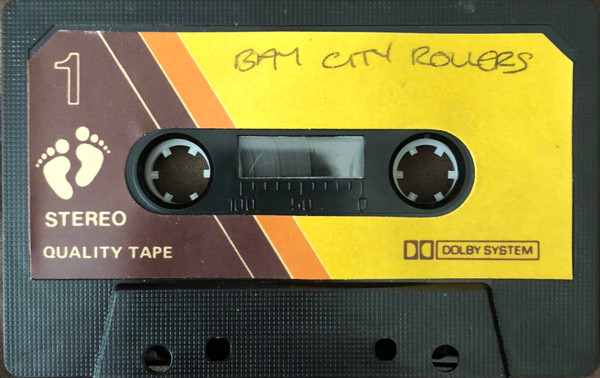 1
BAY CITY ROLLERS
100 50 0
STEREO
QUALITY TAPE
DOLBY SYSTEM